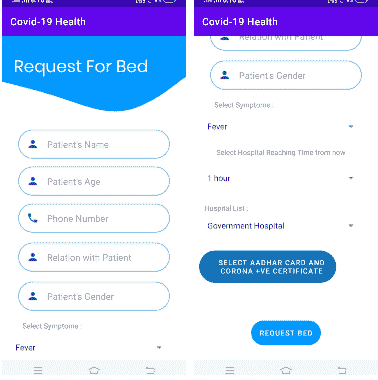 Covid-19 Health
Request For Bed
Patient's Name
Patient's Age
Phone Number
Relation with Patient
Patient's Gender
Select Symptome :
Fever
Covid-19 Health
Relation with Patient
Patient's Gender
Select Symptome :
Fever
Select Hospital Reaching Time from now
1 hour
Hospital List :
Government Hospital
SELECT AADHAR CARD AND
CORONA +VE CERTIFICATE
REQUEST BED